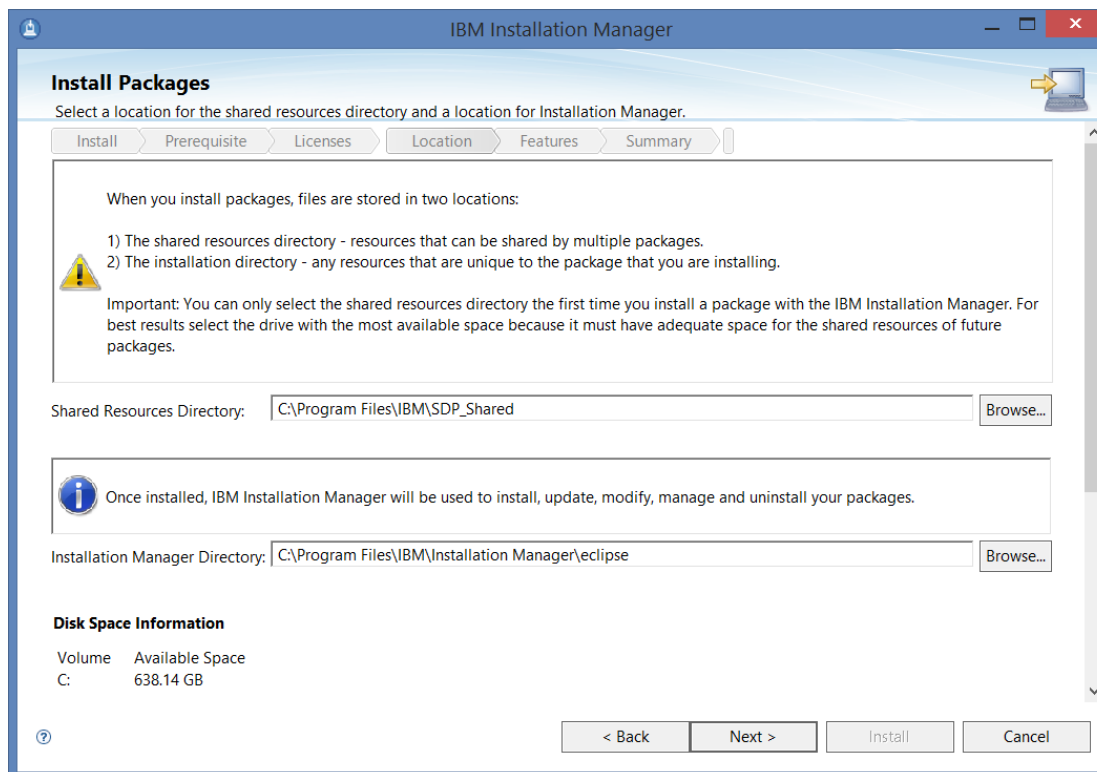 IBM Installation Manager
Install Packages
Select a location for the shared resources directory and a location for Installation Manager.
Install Prerequisite Licenses Location Features Summary
When you install packages, files are stored in two locations:
1) The shared resources directory - resources that can be shared by multiple packages.
2) The installation directory - any resources that are unique to the package that you are installing.
Important: You can only select the shared resources directory the first time you install a package with the IBM Installation Manager. For
best results select the drive with the most available space because it must have adequate space for the shared resources of future
packages.
Shared Resources Directory: C:\Program Files\IBM\SDP_Shared Browse...
Once installed, IBM Installation Manager will be used to install, update, modify, manage and uninstall your packages.
Installation Manager Directory: C:\Program Files\IBM\Installation Manager\eclipse Browse...
Disk Space Information
Volume Available Space
C: 638.14 GB
< Back Next > Install Cancel